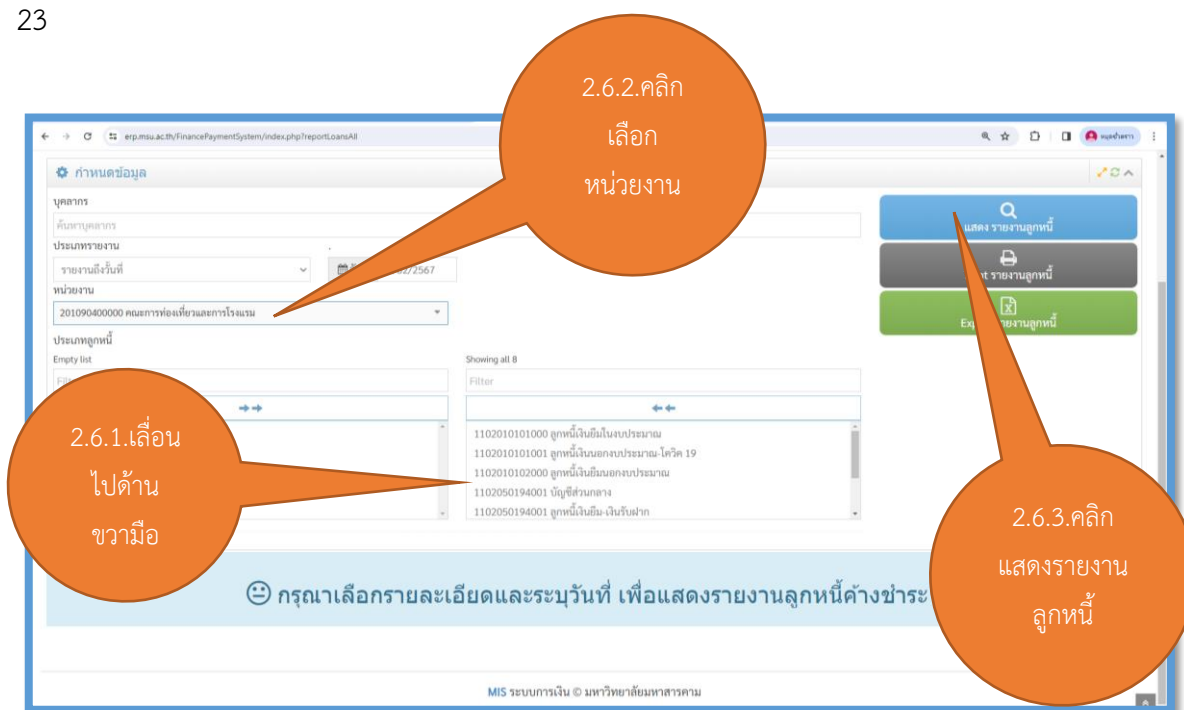 23
2.6.2.คลิก
เลือก
หน่วยงาน
erp.msu.ac.th/FinancePaymentSystem/index.php?reportLoansAll
กำหนดข้อมูล
บุคลากร
ค้นหาบุคลากร
แสดง รายงานลูกหนี้
ประเภทรายงาน
รายงานถึงวันที่
/2567
รายงานลูกหนี้
หน่วยงาน
201090400000 คณะการท่องเที่ยวและการโรงแรม
รายงานลูกหนี้
ประเภทลูกหนี้
Empty list
Showing all 8
Filter
2.6.1.เลื่อน
ไปด้าน
ขวามือ
1102010101000 ลูกหนี้เงินยืมในงบประมาณ
1102010101001 ลูกหนี้เงินนอกงบประมาณ-โควิค 19
1102010102000 ลูกหนี้เงินยืมนอกงบประมาณ
1102050194001 บัญชีส่วนกลาง
1102050194001 ลูกหนี้เงินยืม-เงินรับฝาก
2.6.3.คลิก
แสดงรายงาน
ลูกหนี้
กรุณาเลือกรายละเอียดและระบุวันที่ เพื่อแสดงรายงานลูกหนี้ค้างชำระ
MIS ระบบการเงิน © มหาวิทยาลัยมหาสารคาม